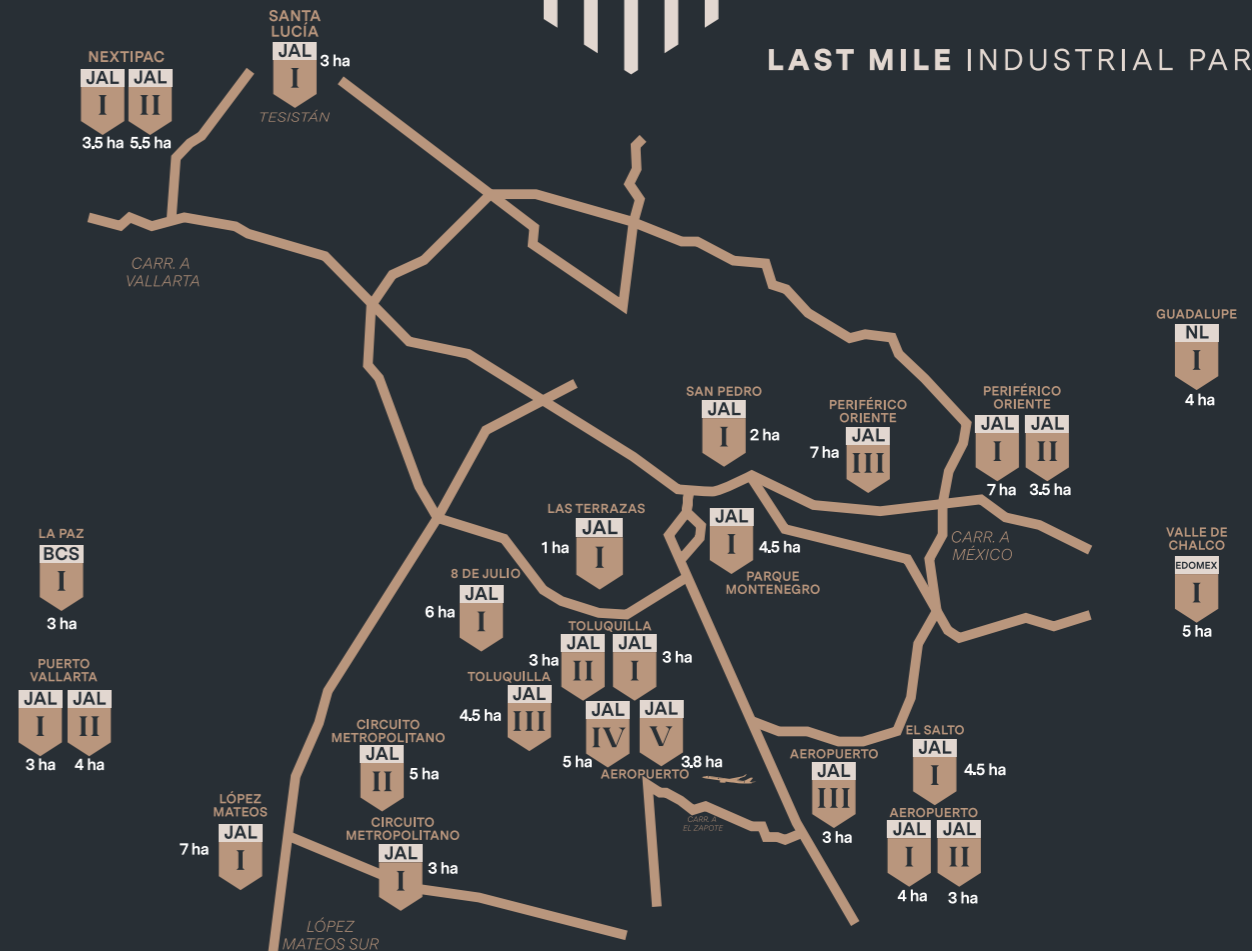 LAST MILE INDUSTRIAL PAR
SANTA
LUCÍA
JAL
I
3 ha
TESISTÁN
NEXTIPAC
JAL JAL
I II
3.5 ha 5.5 ha
CARR. A
VALLARTA
GUADALUPE
NL
I
4 ha
SAN PEDRO
JAL
I
2 ha
PERIFÉRICO
ORIENTE
JAL
III
7 ha
PERIFÉRICO
ORIENTE
JAL JAL
I II
7 ha 3.5 ha
LA PAZ
BCS
I
3 ha
LAS TERRAZAS
JAL
I
1 ha
JAL
I
4.5 ha
PARQUE
MONTENEGRO
CARR. A
MÉXICO
VALLE DE
CHALCO
EDOMEX
I
5 ha
8 DE JULIO
JAL
I
6 ha
TOLUQUILLA
JAL JAL
II I
3 ha 3 ha
TOLUQUILLA
JAL
III
4.5 ha
JAL JAL
IV V
5 ha 3.8 ha
AEROPUERTO
CARR. A
EL ZAPOTE
PUERTO
VALLARTA
JAL JAL
I II
3 ha 4 ha
CIRCUITO
METROPOLITANO
JAL
II
5 ha
AEROPUERTO
JAL
III
3 ha
EL SALTO
JAL
I
4.5 ha
LÓPEZ
MATEOS
JAL
I
7 ha
CIRCUITO
METROPOLITANO
JAL
I
3 ha
AEROPUERTO
JAL JAL
I II
4 ha 3 ha
LÓPEZ
MATEOS SUR